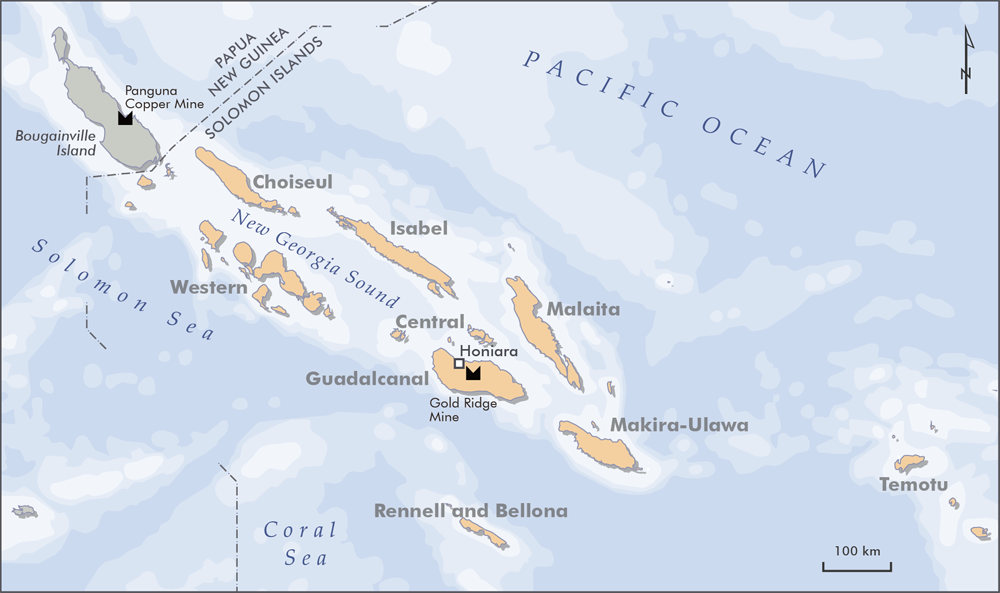 PAPUA
NEW GUINEA
SOLOMON ISLANDS
PACIFIC OCEAN
N
Panguna
Copper Mine
Bougainville
Island
Choiseul
Isabel
New Georgia Sound
Solomon Sea
Western
Malaita
Central
Honiara
Guadalcanal
Gold Ridge
Mine
Makira-Ulawa
Temotu
Rennell and Bellona
Coral
Sea
100 km